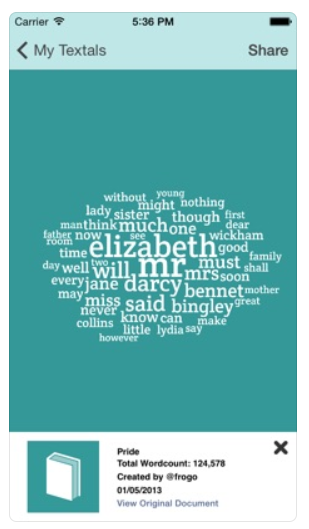 Carrier 5:36 PM
My Textals Share
without young
might nothing
lady sister though first
man think much one dear
father now see wickham
room elizabeth good
time two must family
day well will mr mrs soon shall
every jane darcy bennet mother
may miss said bingley great
never know can make
collins little lydia say
however
Pride
Total Wordcount: 124,578
Created by @frogo
01/05/2013
View Original Document